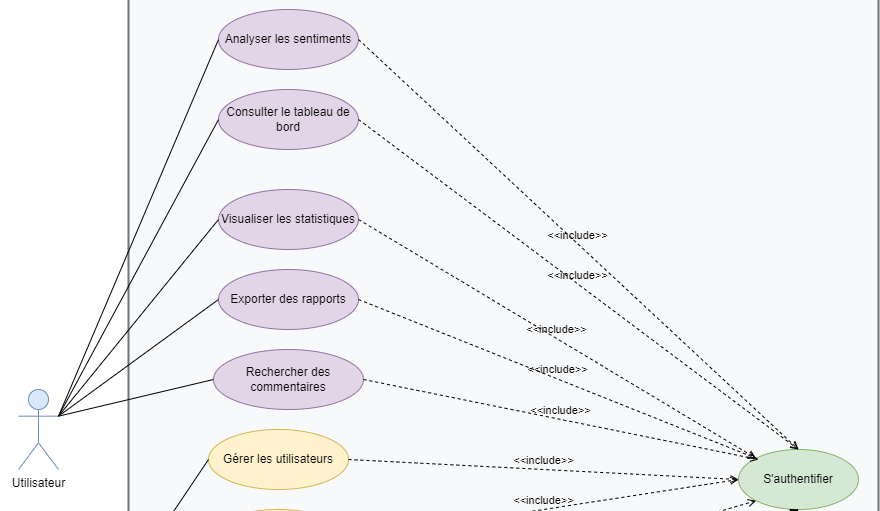 Analyser les sentiments
Consulter le tableau de
bord
Visualiser les statistiques
<<include>>
<<include>>
Exporter des rapports
<<include>>
<<include>>
Rechercher des
commentaires
<<include>>
Gérer les utilisateurs
<<include>>
S'authentifier
Utilisateur
<<include>>